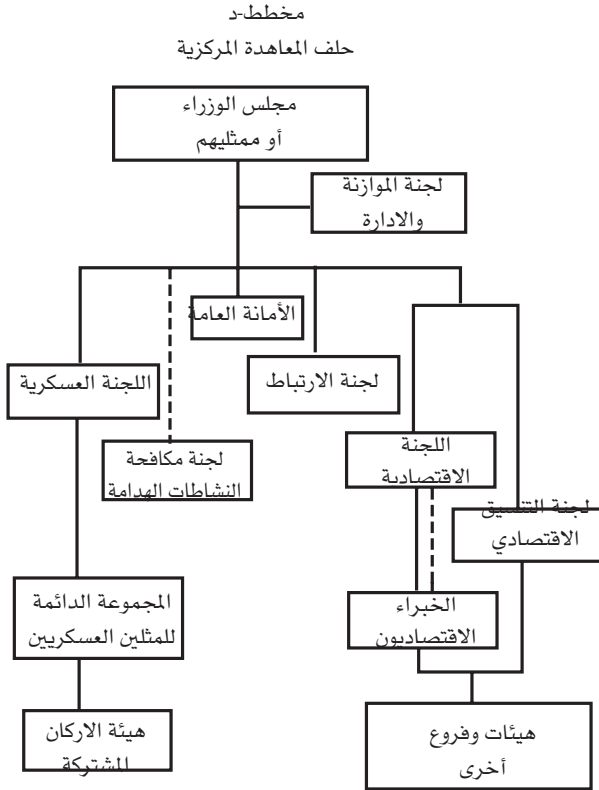 مخطط-د
حلف المعاهدة المركزية
مجلس الوزراء
أو ممثليهم
لجنة الموازنة
والادارة
الأمانة العامة
لجنة الارتباط
اللجنة العسكرية
لجنة مكافحة
النشاطات الهدامة
اللجنة
الاقتصادية
لجنة التنسيق
الاقتصادي
المجموعة الدائمة
للمثلين العسكريين
الخبراء
الاقتصاديون
هيئة الاركان
المشتركة
هيئات وفروع
أخرى